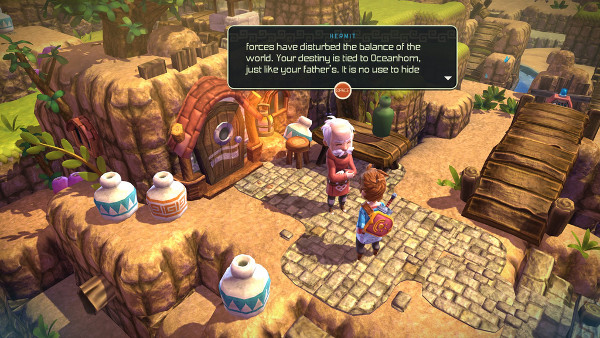 HERMIT
forces have disturbed the balance of the
world. Your destiny is tied to Oceanhorn,
just like your father's. It is no use to hide
SPACE